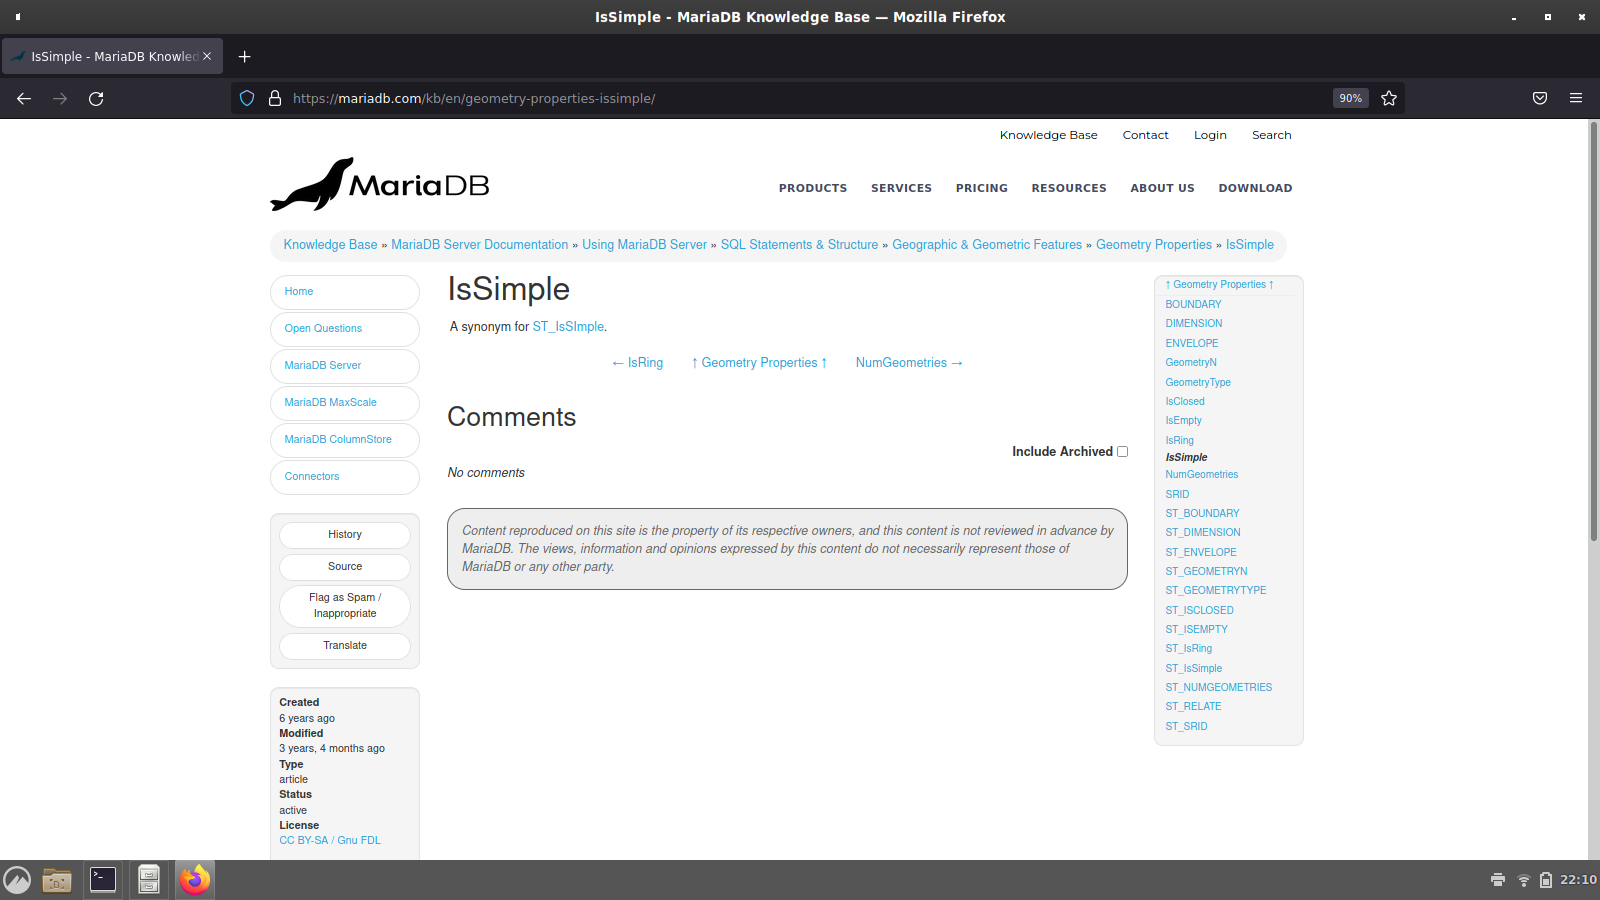 IsSimple - MariaDB Knowledge Base — Mozilla Firefox
IsSimple - MariaDB Knowled
https://mariadb.com/kb/en/geometry-properties-issimple/
90%
Knowledge Base
Contact
Login
Search
MariaDB
PRODUCTS
SERVICES
PRICING
RESOURCES
ABOUT US
DOWNLOAD
Knowledge Base » MariaDB Server Documentation » Using MariaDB Server » SQL Statements & Structure » Geographic & Geometric Features » Geometry Properties » IsSimple
Home
Open Questions
MariaDB Server
MariaDB MaxScale
MariaDB ColumnStore
Connectors
History
Source
Flag as Spam /
Inappropriate
Translate
Created
6 years ago
Modified
3 years, 4 months ago
Type
article
Status
active
License
CC BY-SA / Gnu FDL
IsSimple
A synonym for ST_IsSImple.
← IsRing
↑ Geometry Properties ↑
NumGeometries →
Comments
Include Archived
No comments
Content reproduced on this site is the property of its respective owners, and this content is not reviewed in advance by
MariaDB. The views, information and opinions expressed by this content do not necessarily represent those of
MariaDB or any other party.
↑ Geometry Properties ↑
BOUNDARY
DIMENSION
ENVELOPE
GeometryN
GeometryType
IsClosed
IsEmpty
IsRing
IsSimple
NumGeometries
SRID
ST_BOUNDARY
ST_DIMENSION
ST_ENVELOPE
ST_GEOMETRYN
ST_GEOMETRYTYPE
ST_ISCLOSED
ST_ISEMPTY
ST_IsRing
ST_IsSimple
ST_NUMGEOMETRIES
ST_RELATE
ST_SRID
22:10